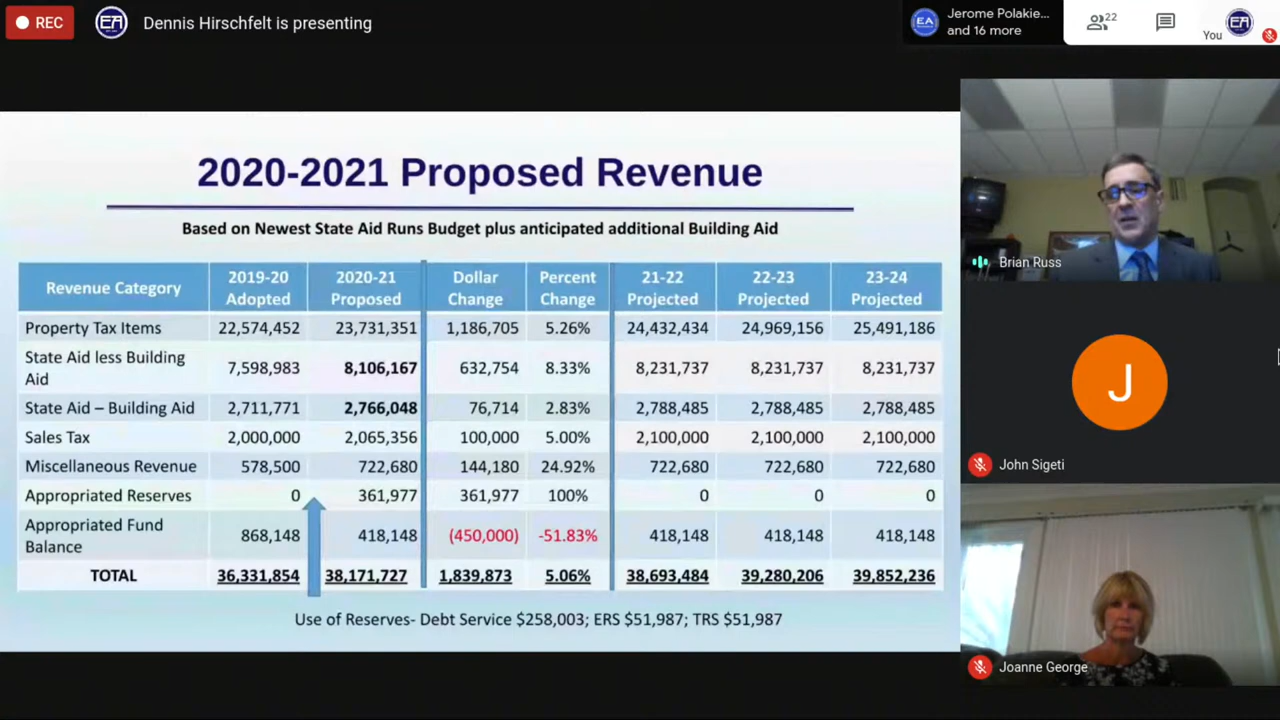 REC
EA
Dennis Hirschfelt is presenting
EA
Jerome Polakie...
and 16 more
22
You
2020-2021 Proposed Revenue
Based on Newest State Aid Runs Budget plus anticipated additional Building Aid
Revenue Category 2019-20 Adopted 2020-21 Proposed Dollar Change Percent Change 21-22 Projected 22-23 Projected 23-24 Projected
Property Tax Items 22,574,452 23,731,351 1,186,705 5.26% 24,432,434 24,969,156 25,491,186
State Aid less Building Aid 7,598,983 8,106,167 632,754 8.33% 8,231,737 8,231,737 8,231,737
State Aid – Building Aid 2,711,771 2,766,048 76,714 2.83% 2,788,485 2,788,485 2,788,485
Sales Tax 2,000,000 2,065,356 100,000 5.00% 2,100,000 2,100,000 2,100,000
Miscellaneous Revenue 578,500 722,680 144,180 24.92% 722,680 722,680 722,680
Appropriated Reserves 0 361,977 361,977 100% 0 0 0
Appropriated Fund Balance 868,148 418,148 (450,000) -51.83% 418,148 418,148 418,148
TOTAL 36,331,854 38,171,727 1,839,873 5.06% 38,693,484 39,280,206 39,852,236
Use of Reserves- Debt Service $258,003; ERS $51,987; TRS $51,987
Brian Russ
J
John Sigeti
Joanne George